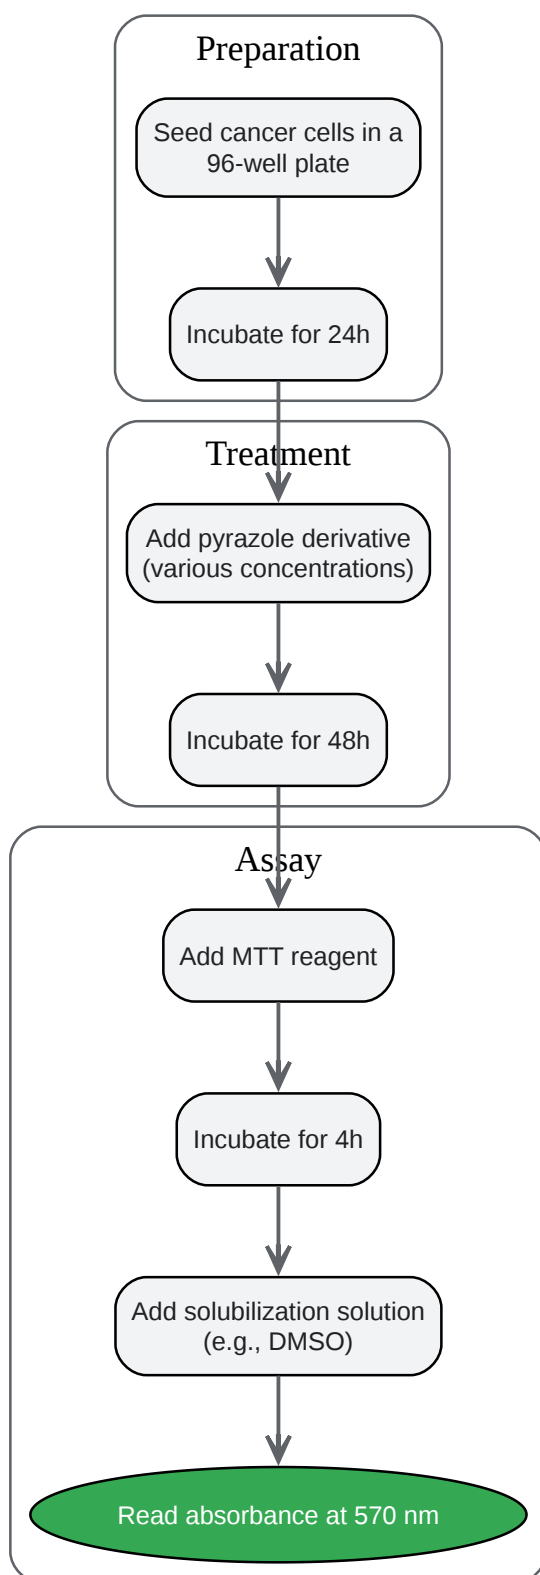 Preparation
Seed cancer cells in a
96-well plate
Incubate for 24h
Treatment
Add pyrazole derivative
(various concentrations)
Incubate for 48h
Assay
Add MTT reagent
Incubate for 4h
Add solubilization solution
(e.g., DMSO)
Read absorbance at 570 nm